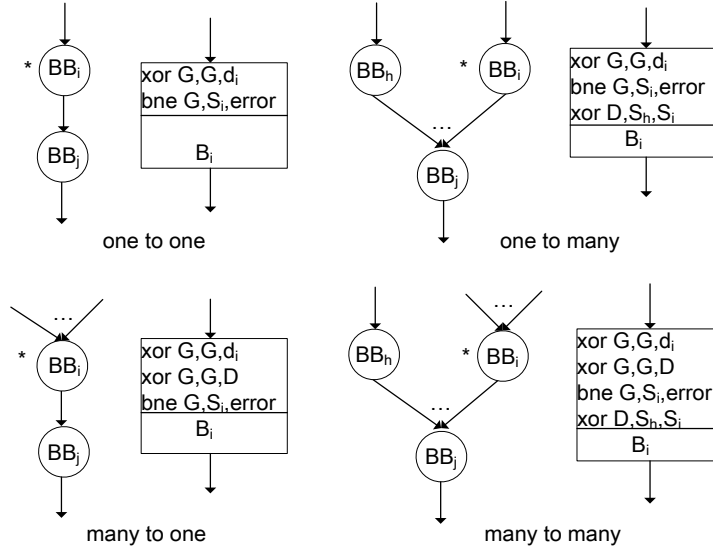 * BBᵢ
BBⱼ
xor G,G,dᵢ
bne G,Sᵢ,error
Bᵢ
one to one
BBₕ
* BBᵢ
...
BBⱼ
xor G,G,dᵢ
bne G,Sᵢ,error
xor D,Sₕ,Sᵢ
Bᵢ
one to many
...
* BBᵢ
BBⱼ
xor G,G,dᵢ
xor G,G,D
bne G,Sᵢ,error
Bᵢ
many to one
...
BBₕ
* BBᵢ
...
BBⱼ
xor G,G,dᵢ
xor G,G,D
bne G,Sᵢ,error
xor D,Sₕ,Sᵢ
Bᵢ
many to many